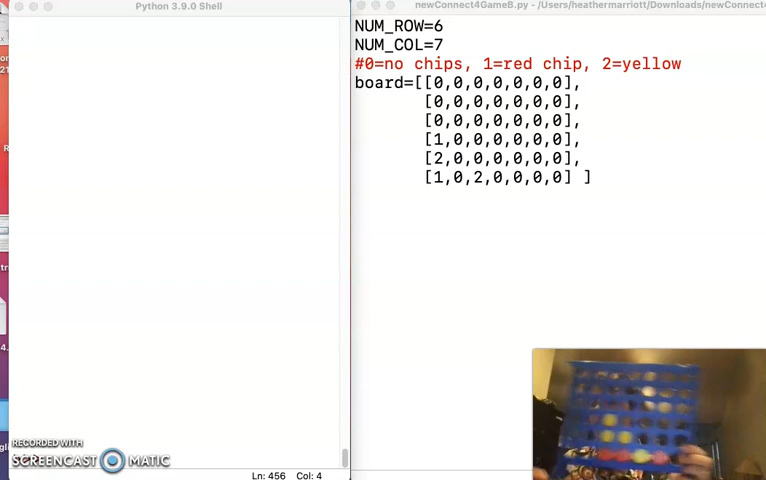 Python 3.9.0 Shell
newConnect4GameB.py - /Users/heathermarriott/Downloads/newConnect4
NUM_ROW=6
NUM_COL=7
#0=no chips, 1=red chip, 2=yellow
board=[[0,0,0,0,0,0,0],
[0,0,0,0,0,0,0],
[0,0,0,0,0,0,0],
[1,0,0,0,0,0,0],
[2,0,0,0,0,0,0],
[1,0,2,0,0,0,0] ]
21
4.
RECORDED WITH
SCREENCAST MATIC
Ln: 456 Col: 4